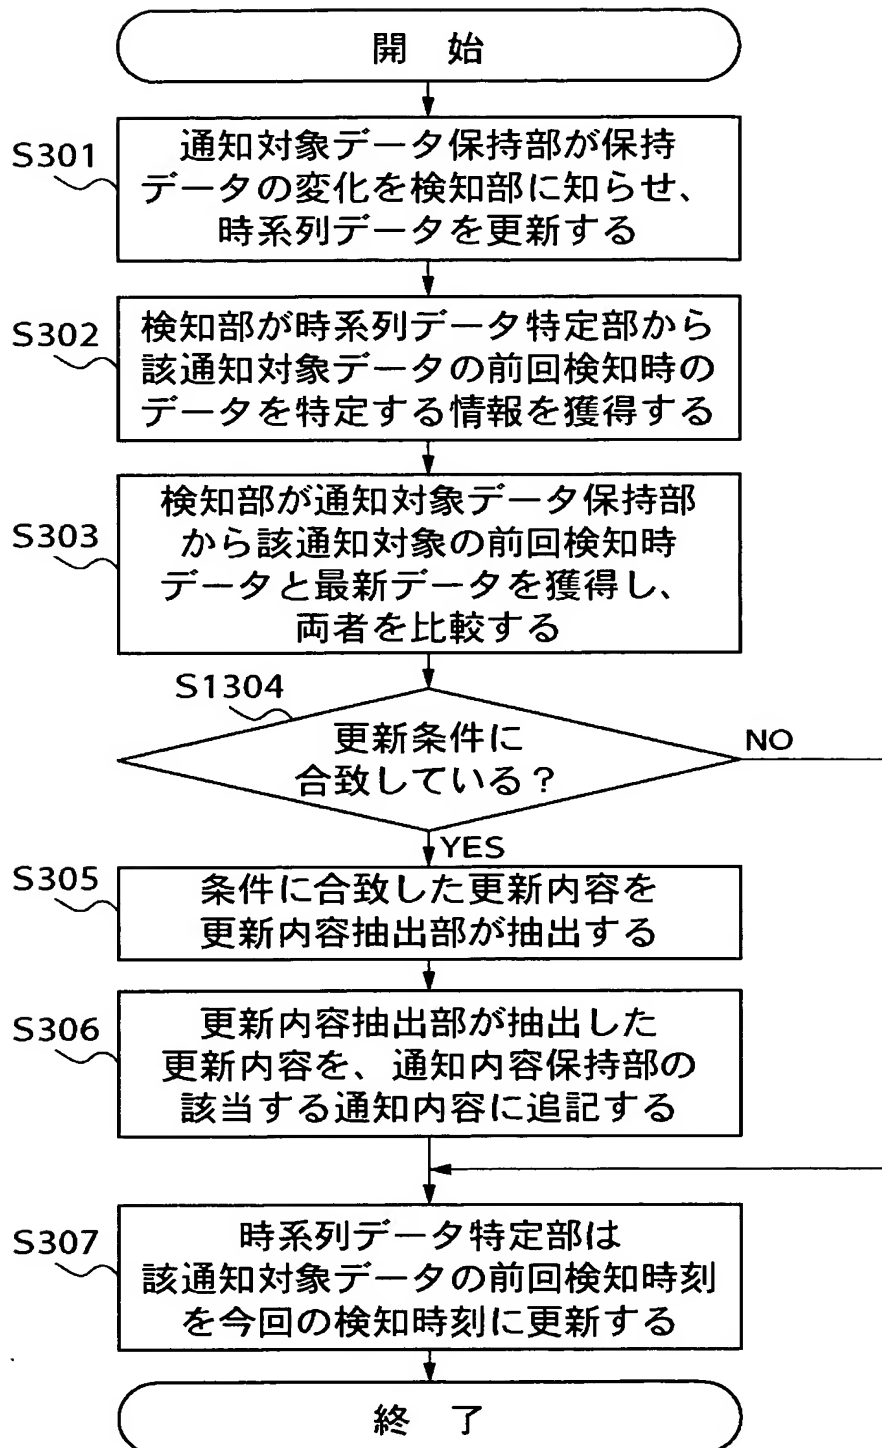 開 始
S301
通知対象データ保持部が保持
データの変化を検知部に知らせ、
時系列データを更新する
S302
検知部が時系列データ特定部から
該通知対象データの前回検知時の
データを特定する情報を獲得する
S303
検知部が通知対象データ保持部
から該通知対象の前回検知時
データと最新データを獲得し、
両者を比較する
S1304
更新条件に
合致している？
NO
YES
S305
条件に合致した更新内容を
更新内容抽出部が抽出する
S306
更新内容抽出部が抽出した
更新内容を、通知内容保持部の
該当する通知内容に追記する
S307
時系列データ特定部は
該通知対象データの前回検知時刻
を今回の検知時刻に更新する
終 了